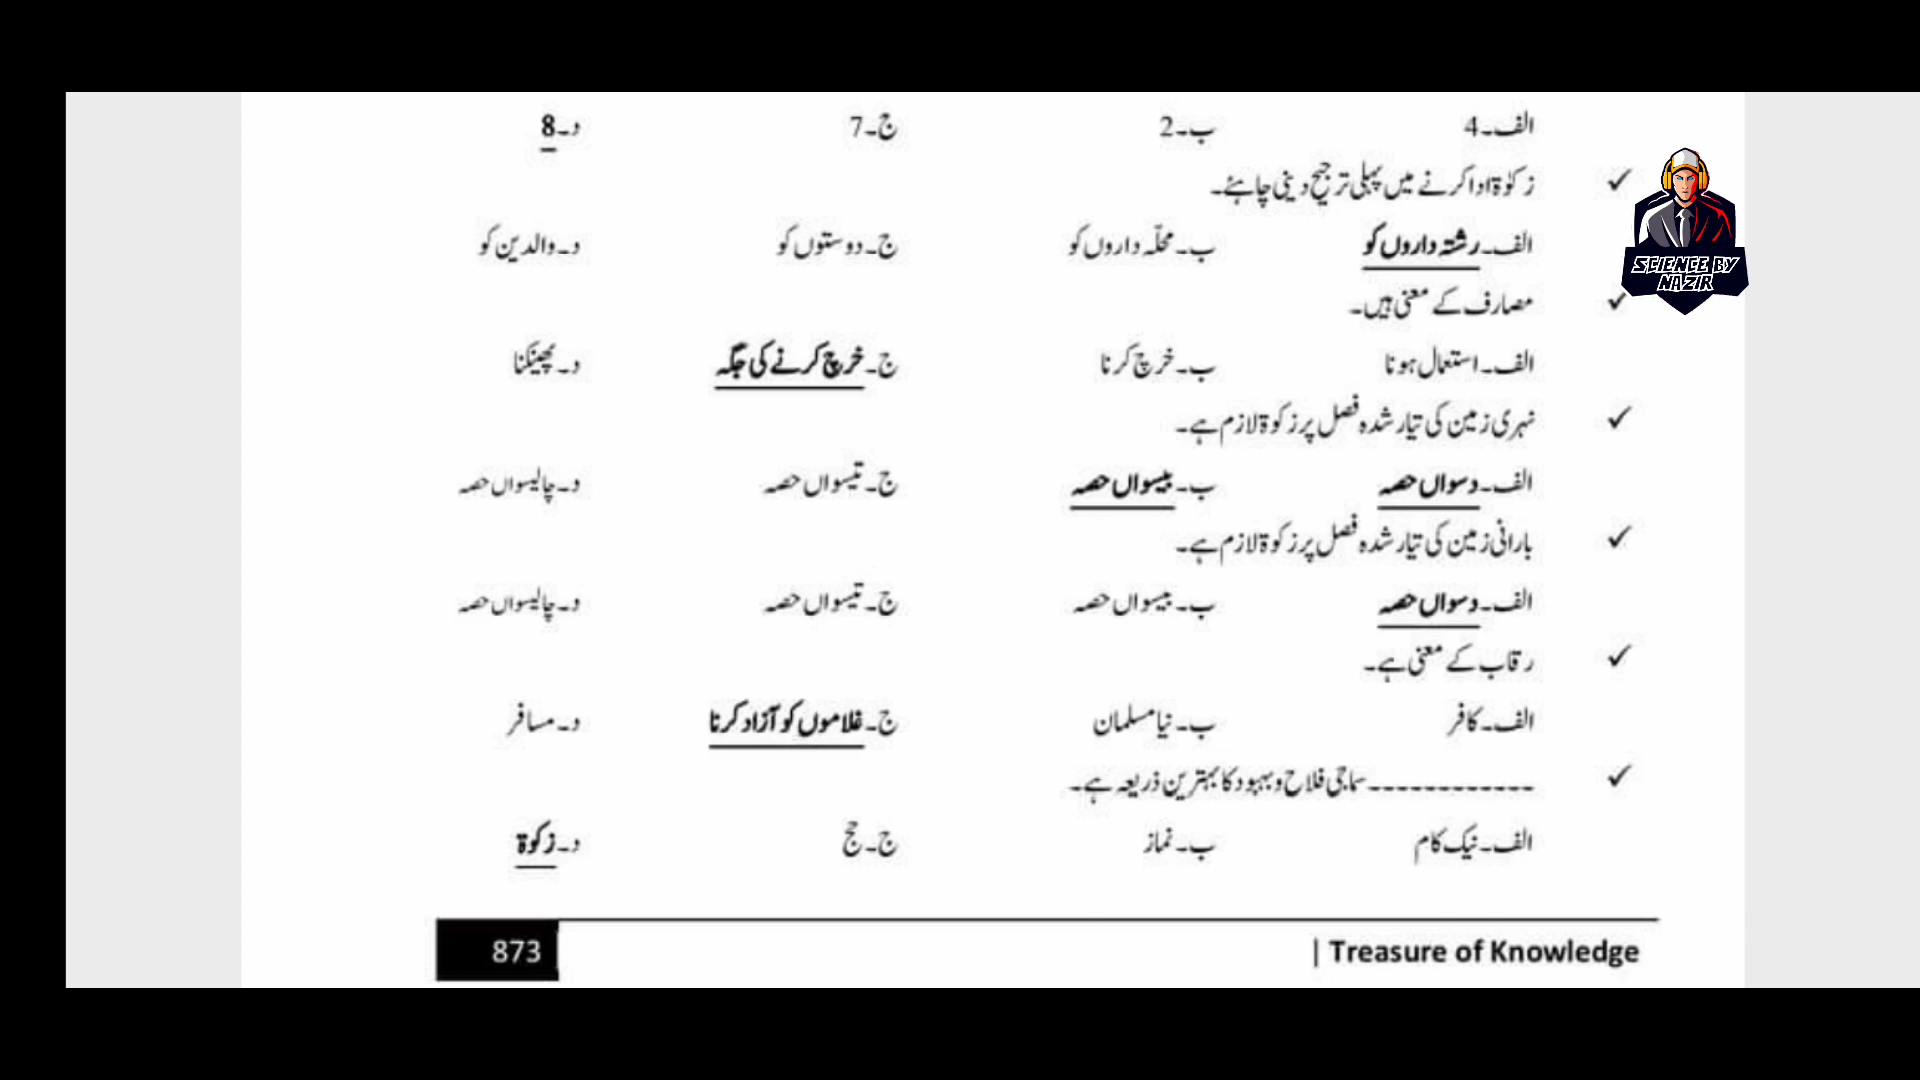 الف۔4 ب۔2 ج۔7 د۔8
✓ زکوٰۃ ادا کرنے میں پہلی ترجیح دینی چاہئے۔
الف۔رشتہ داروں کو ب۔محلّہ داروں کو ج۔دوستوں کو د۔والدین کو
✓ مصارف کے معنی ہیں۔
الف۔استعمال ہونا ب۔خرچ کرنا ج۔خرچ کرنے کی جگہ د۔پھینکنا
✓ نہری زمین کی تیار شدہ فصل پر زکوۃ لازم ہے۔
الف۔دسواں حصہ ب۔بیسواں حصہ ج۔تیسواں حصہ د۔چالیسواں حصہ
✓ بارانی زمین کی تیار شدہ فصل پر زکوۃ لازم ہے۔
الف۔دسواں حصہ ب۔بیسواں حصہ ج۔تیسواں حصہ د۔چالیسواں حصہ
✓ رقاب کے معنی ہے۔
الف۔کافر ب۔نیا مسلمان ج۔غلاموں کو آزاد کرنا د۔مسافر
✓ -------------سماجی فلاح و بہبود کا بہترین ذریعہ ہے۔
الف۔نیک کام ب۔نماز ج۔حج د۔زکوۃ
873 | Treasure of Knowledge
SCIENCE BY
NAZIR